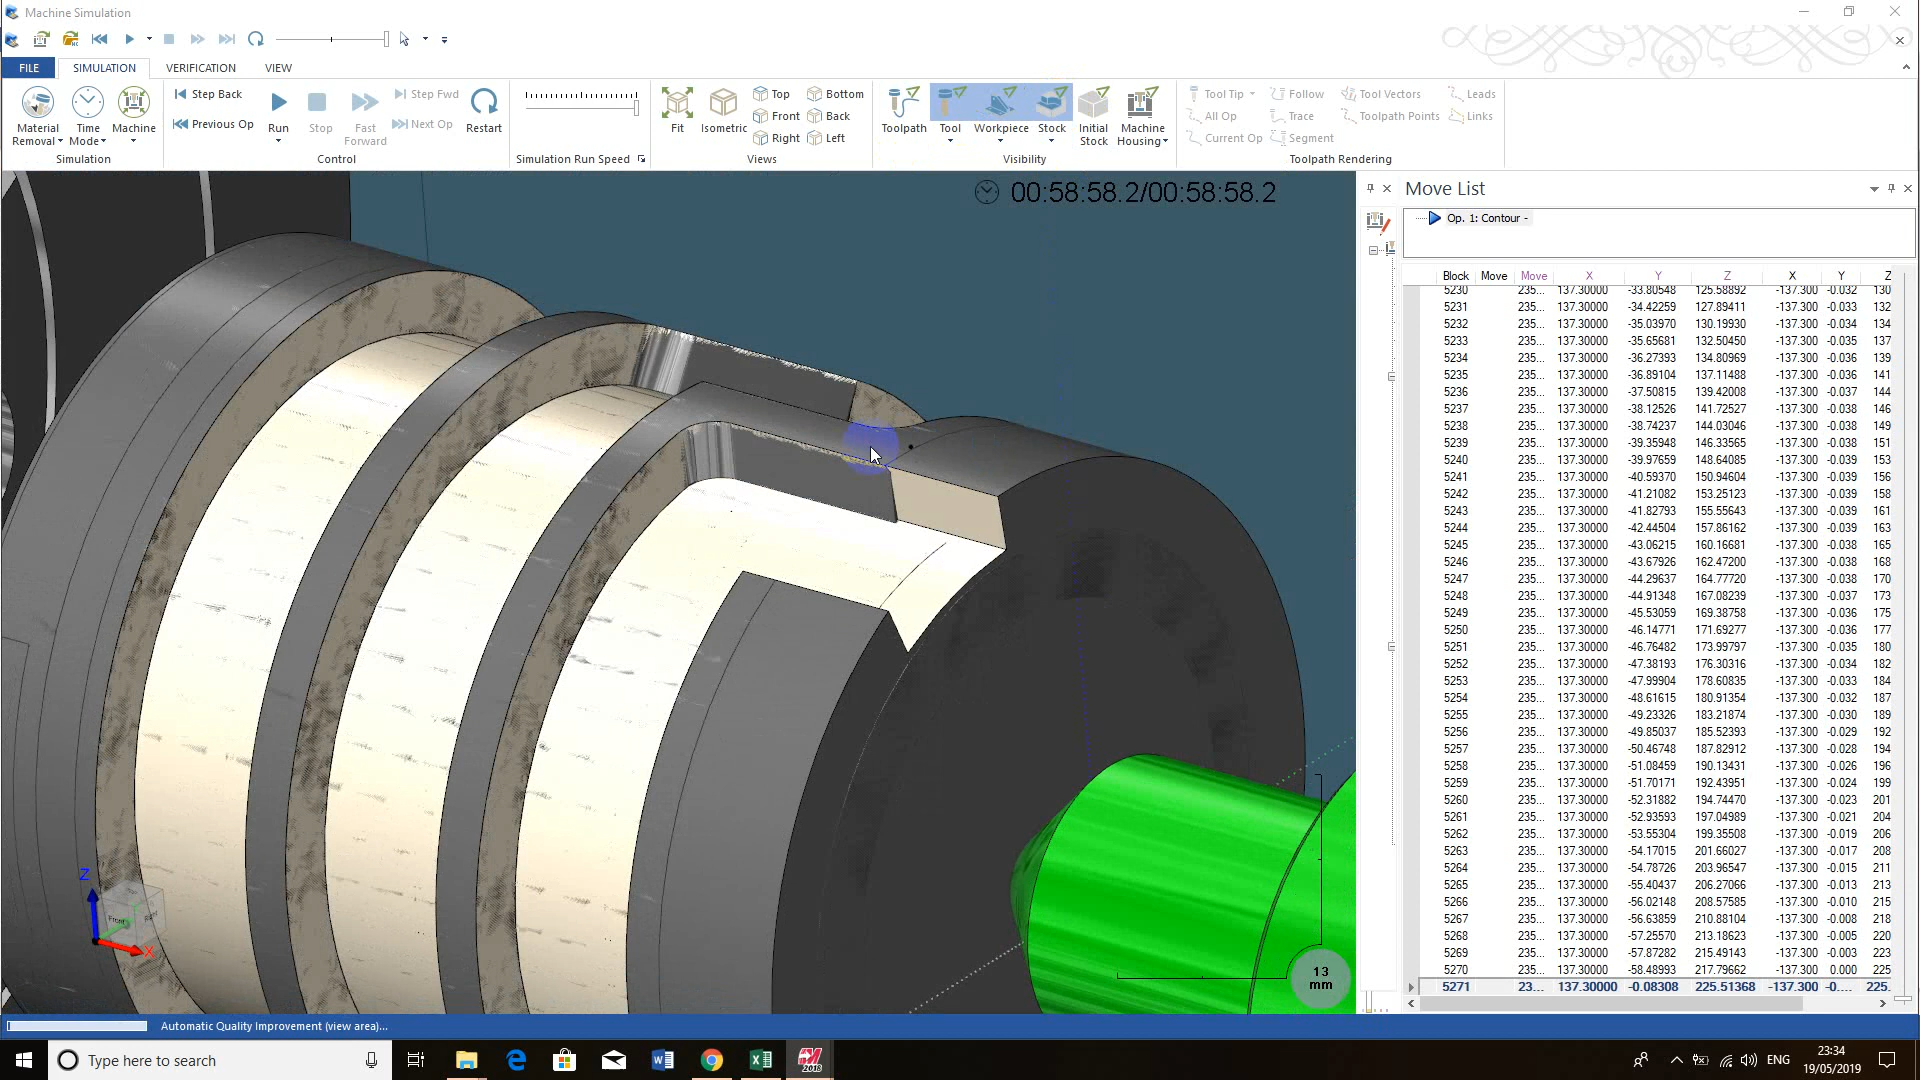 Machine Simulation
FILE SIMULATION VERIFICATION VIEW
Material Removal Time Mode Machine
Simulation
Step Back Previous Op Run Stop Fast Forward Step Fwd Next Op Restart
Control
Simulation Run Speed
Fit Isometric Top Front Right Bottom Back Left
Views
Toolpath Tool Workpiece Stock Initial Stock Machine Housing
Visibility
Tool Tip Follow Tool Vectors Leads
All Op Trace Toolpath Points Links
Current Op Segment
Toolpath Rendering
00:58:58.2/00:58:58.2
Move List
Op. 1: Contour -
Block Move Move X Y Z X Y Z
5230 235... 137.30000 -33.80548 125.58892 -137.300 -0.032 130
5231 235... 137.30000 -34.42259 127.89411 -137.300 -0.033 132
5232 235... 137.30000 -35.03970 130.19930 -137.300 -0.034 134
5233 235... 137.30000 -35.65681 132.50450 -137.300 -0.035 137
5234 235... 137.30000 -36.27393 134.80969 -137.300 -0.036 139
5235 235... 137.30000 -36.89104 137.11488 -137.300 -0.036 141
5236 235... 137.30000 -37.50815 139.42008 -137.300 -0.037 144
5237 235... 137.30000 -38.12526 141.72527 -137.300 -0.038 146
5238 235... 137.30000 -38.74237 144.03046 -137.300 -0.038 149
5239 235... 137.30000 -39.35948 146.33565 -137.300 -0.038 151
5240 235... 137.30000 -39.97659 148.64085 -137.300 -0.039 153
5241 235... 137.30000 -40.59370 150.94604 -137.300 -0.039 156
5242 235... 137.30000 -41.21082 153.25123 -137.300 -0.039 158
5243 235... 137.30000 -41.82793 155.55643 -137.300 -0.039 161
5244 235... 137.30000 -42.44504 157.86162 -137.300 -0.039 163
5245 235... 137.30000 -43.06215 160.16681 -137.300 -0.038 165
5246 235... 137.30000 -43.67926 162.47200 -137.300 -0.038 168
5247 235... 137.30000 -44.29637 164.77720 -137.300 -0.038 170
5248 235... 137.30000 -44.91348 167.08239 -137.300 -0.037 173
5249 235... 137.30000 -45.53059 169.38758 -137.300 -0.036 175
5250 235... 137.30000 -46.14771 171.69277 -137.300 -0.036 177
5251 235... 137.30000 -46.76482 173.99797 -137.300 -0.035 180
5252 235... 137.30000 -47.38193 176.30316 -137.300 -0.034 182
5253 235... 137.30000 -47.99904 178.60835 -137.300 -0.033 184
5254 235... 137.30000 -48.61615 180.91354 -137.300 -0.032 187
5255 235... 137.30000 -49.23326 183.21874 -137.300 -0.030 189
5256 235... 137.30000 -49.85037 185.52393 -137.300 -0.029 192
5257 235... 137.30000 -50.46748 187.82912 -137.300 -0.028 194
5258 235... 137.30000 -51.08459 190.13431 -137.300 -0.026 196
5259 235... 137.30000 -51.70171 192.43951 -137.300 -0.024 199
5260 235... 137.30000 -52.31882 194.74470 -137.300 -0.023 201
5261 235... 137.30000 -52.93593 197.04989 -137.300 -0.021 204
5262 235... 137.30000 -53.55304 199.35508 -137.300 -0.019 206
5263 235... 137.30000 -54.17015 201.66027 -137.300 -0.017 208
5264 235... 137.30000 -54.78726 203.96547 -137.300 -0.015 211
5265 235... 137.30000 -55.40437 206.27066 -137.300 -0.013 213
5266 235... 137.30000 -56.02148 208.57585 -137.300 -0.010 215
5267 235... 137.30000 -56.63859 210.88104 -137.300 -0.008 218
5268 235... 137.30000 -57.25570 213.18623 -137.300 -0.005 220
5269 235... 137.30000 -57.87282 215.49143 -137.300 -0.003 223
5270 235... 137.30000 -58.48993 217.79662 -137.300 0.000 225
5271 23... 137.30000 -0.08308 225.51368 -137.300 -0.... 225.
Z
Front
X
13
mm
Automatic Quality Improvement (view area)...
Type here to search
2018
ENG
23:34
19/05/2019